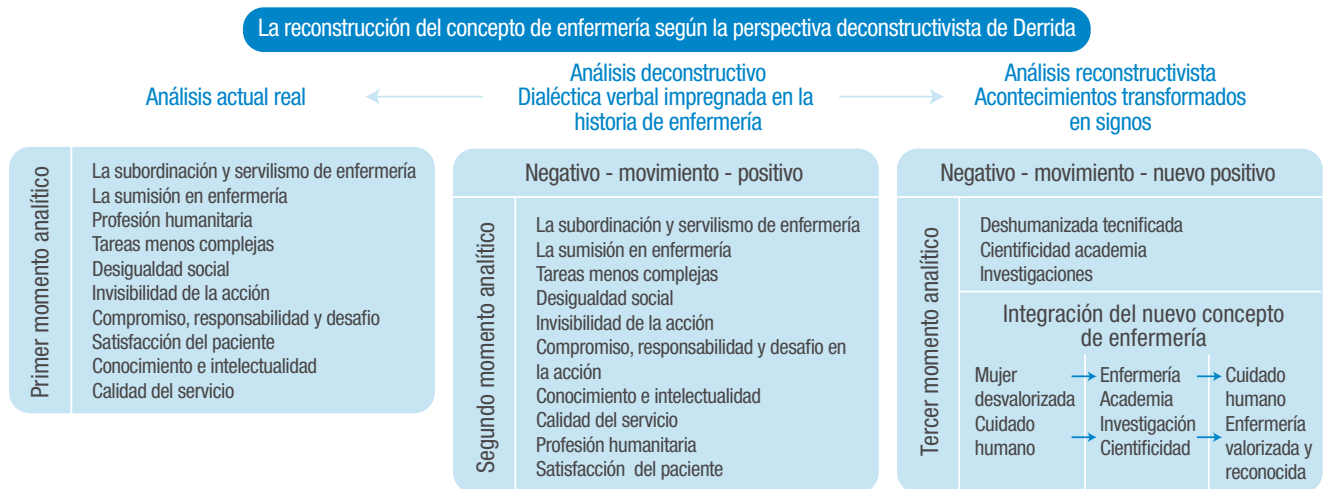 La reconstrucción del concepto de enfermería según la perspectiva deconstructivista de Derrida
Análisis actual real
Análisis deconstructivo
Dialéctica verbal impregnada en la
historia de enfermería
Análisis reconstructivista
Acontecimientos transformados
en signos
Primer momento analítico
La subordinación y servilismo de enfermería
La sumisión en enfermería
Profesión humanitaria
Tareas menos complejas
Desigualdad social
Invisibilidad de la acción
Compromiso, responsabilidad y desafio
Satisfacción del paciente
Conocimiento e intelectualidad
Calidad del servicio
Negativo - movimiento - positivo
Segundo momento analítico
La subordinación y servilismo de enfermería
La sumisión en enfermería
Tareas menos complejas
Desigualdad social
Invisibilidad de la acción
Compromiso, responsabilidad y desafio en
la acción
Conocimiento e intelectualidad
Calidad del servicio
Profesión humanitaria
Satisfacción del paciente
Negativo - movimiento - nuevo positivo
Tercer momento analítico
Deshumanizada tecnificada
Cientificidad academia
Investigaciones
Integración del nuevo concepto
de enfermería
Mujer
desvalorizada
Cuidado
humano
Enfermería
Academia
Investigación
Cientificidad
Cuidado
humano
Enfermería
valorizada y
reconocida